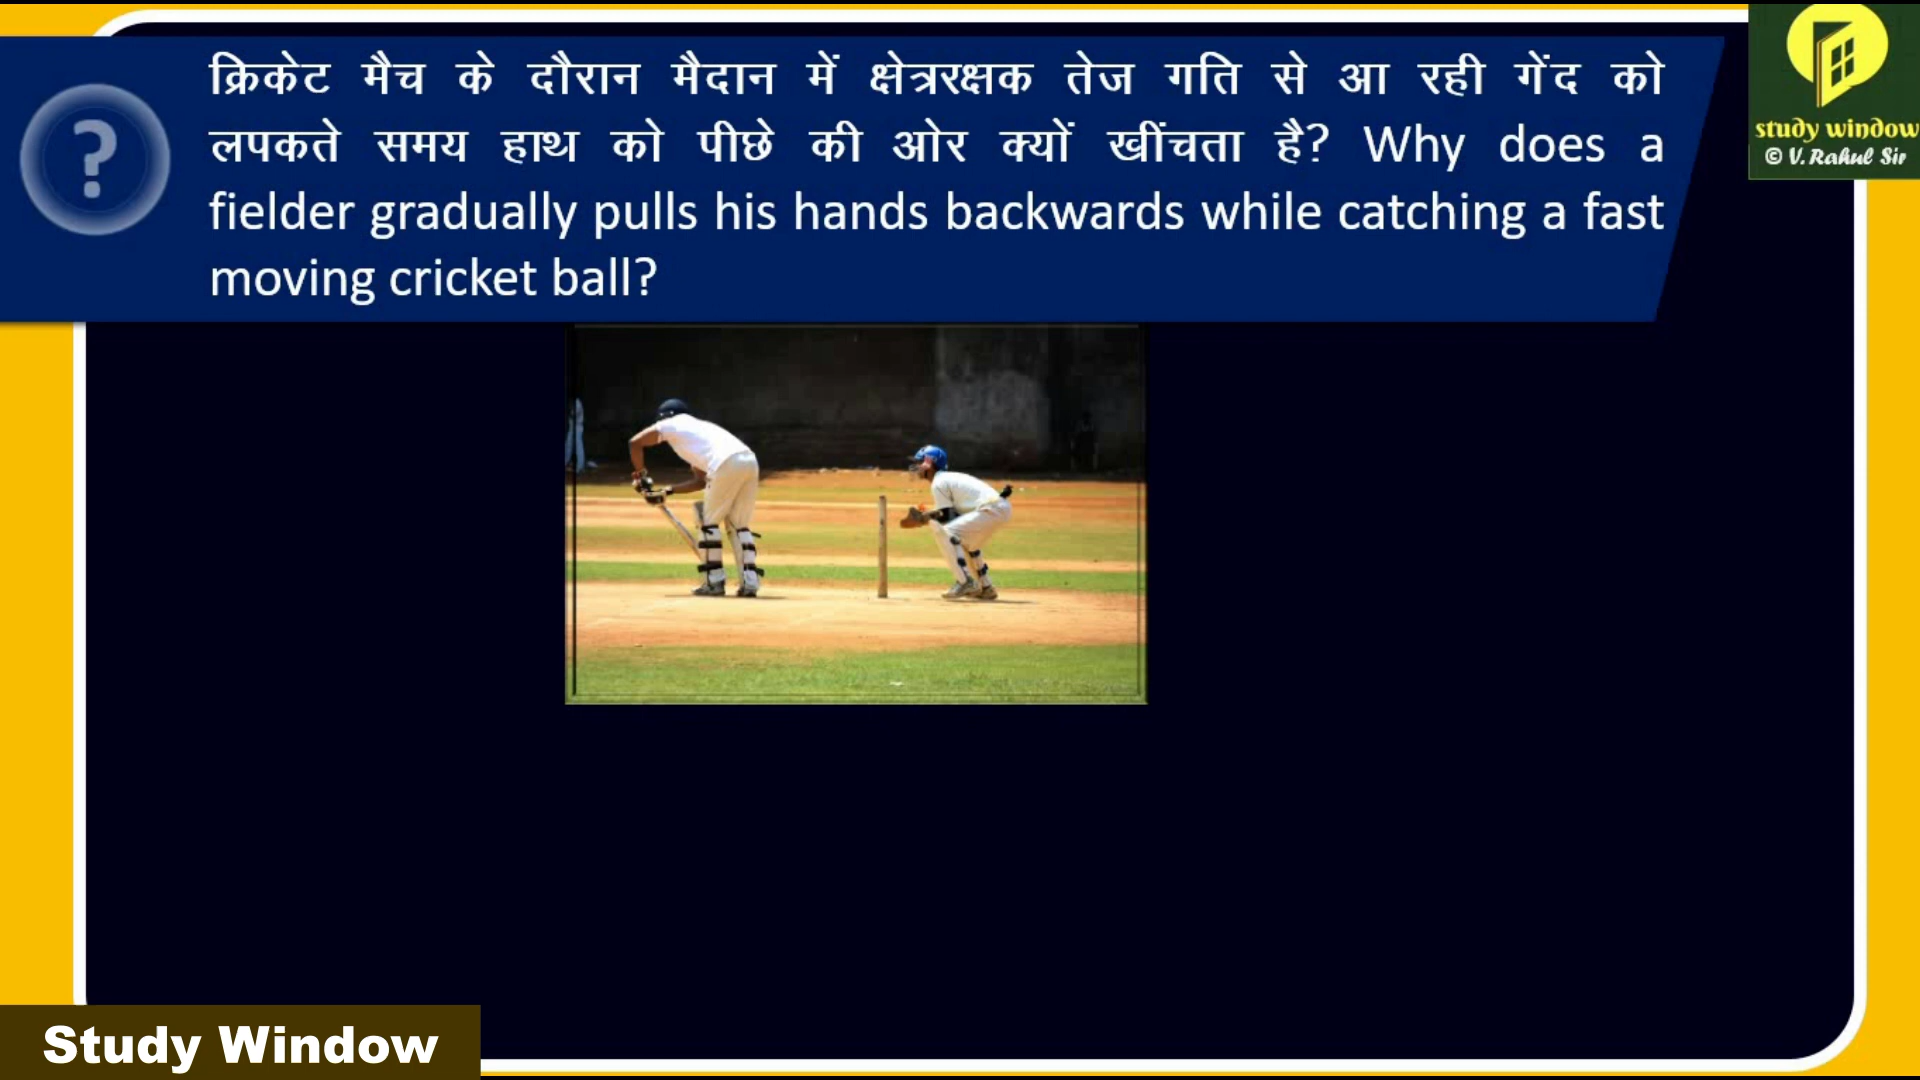 क्रिकेट मैच के दौरान मैदान में क्षेत्ररक्षक तेज गति से आ रही गेंद को
लपकते समय हाथ को पीछे की ओर क्यों खींचता है? Why does a
fielder gradually pulls his hands backwards while catching a fast
moving cricket ball?
?
study window
© V. Rahul Sir
Study Window